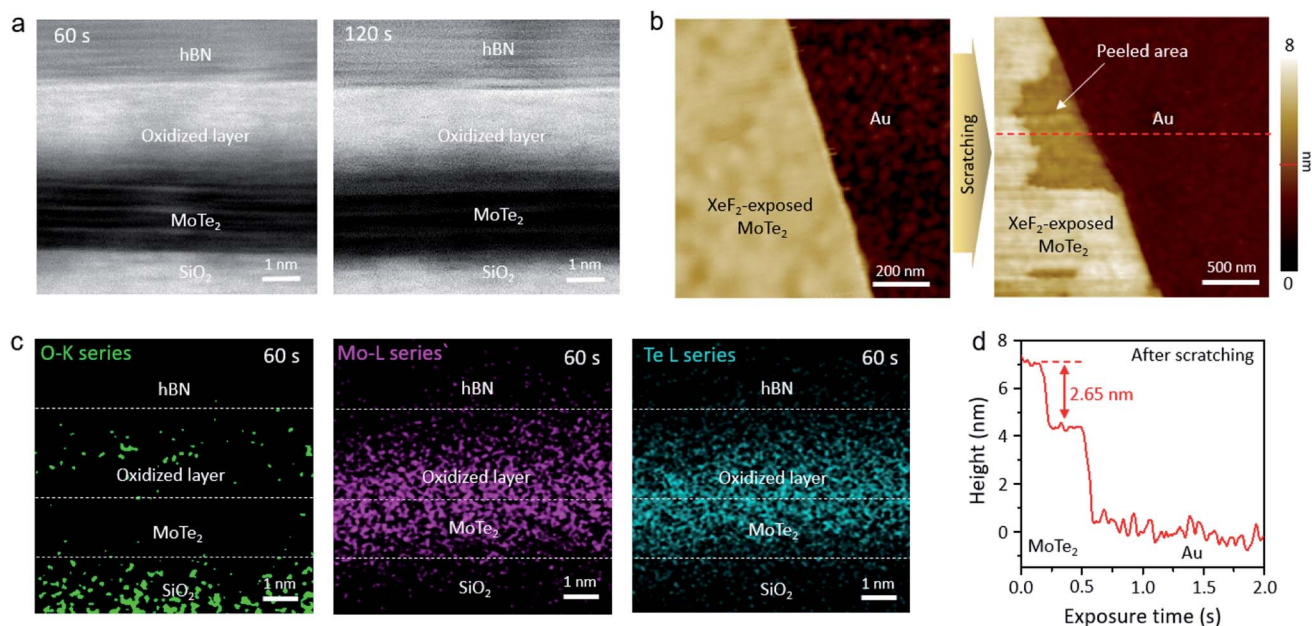 a
60 s
hBN
Oxidized layer
MoTe₂
SiO₂
1 nm
120 s
hBN
Oxidized layer
MoTe₂
SiO₂
1 nm
b
Au
XeF₂-exposed
MoTe₂
200 nm
Scratching
Peeled area
Au
XeF₂-exposed
MoTe₂
500 nm
8
nm
0
c
O-K series
60 s
hBN
Oxidized layer
MoTe₂
SiO₂
1 nm
Mo-L series`
60 s
hBN
Oxidized layer
MoTe₂
SiO₂
1 nm
Te L series
60 s
hBN
Oxidized layer
MoTe₂
SiO₂
1 nm
d
After scratching
2.65 nm
Height (nm)
8
6
4
2
0
MoTe₂
Au
0.0 0.5 1.0 1.5 2.0
Exposure time (s)